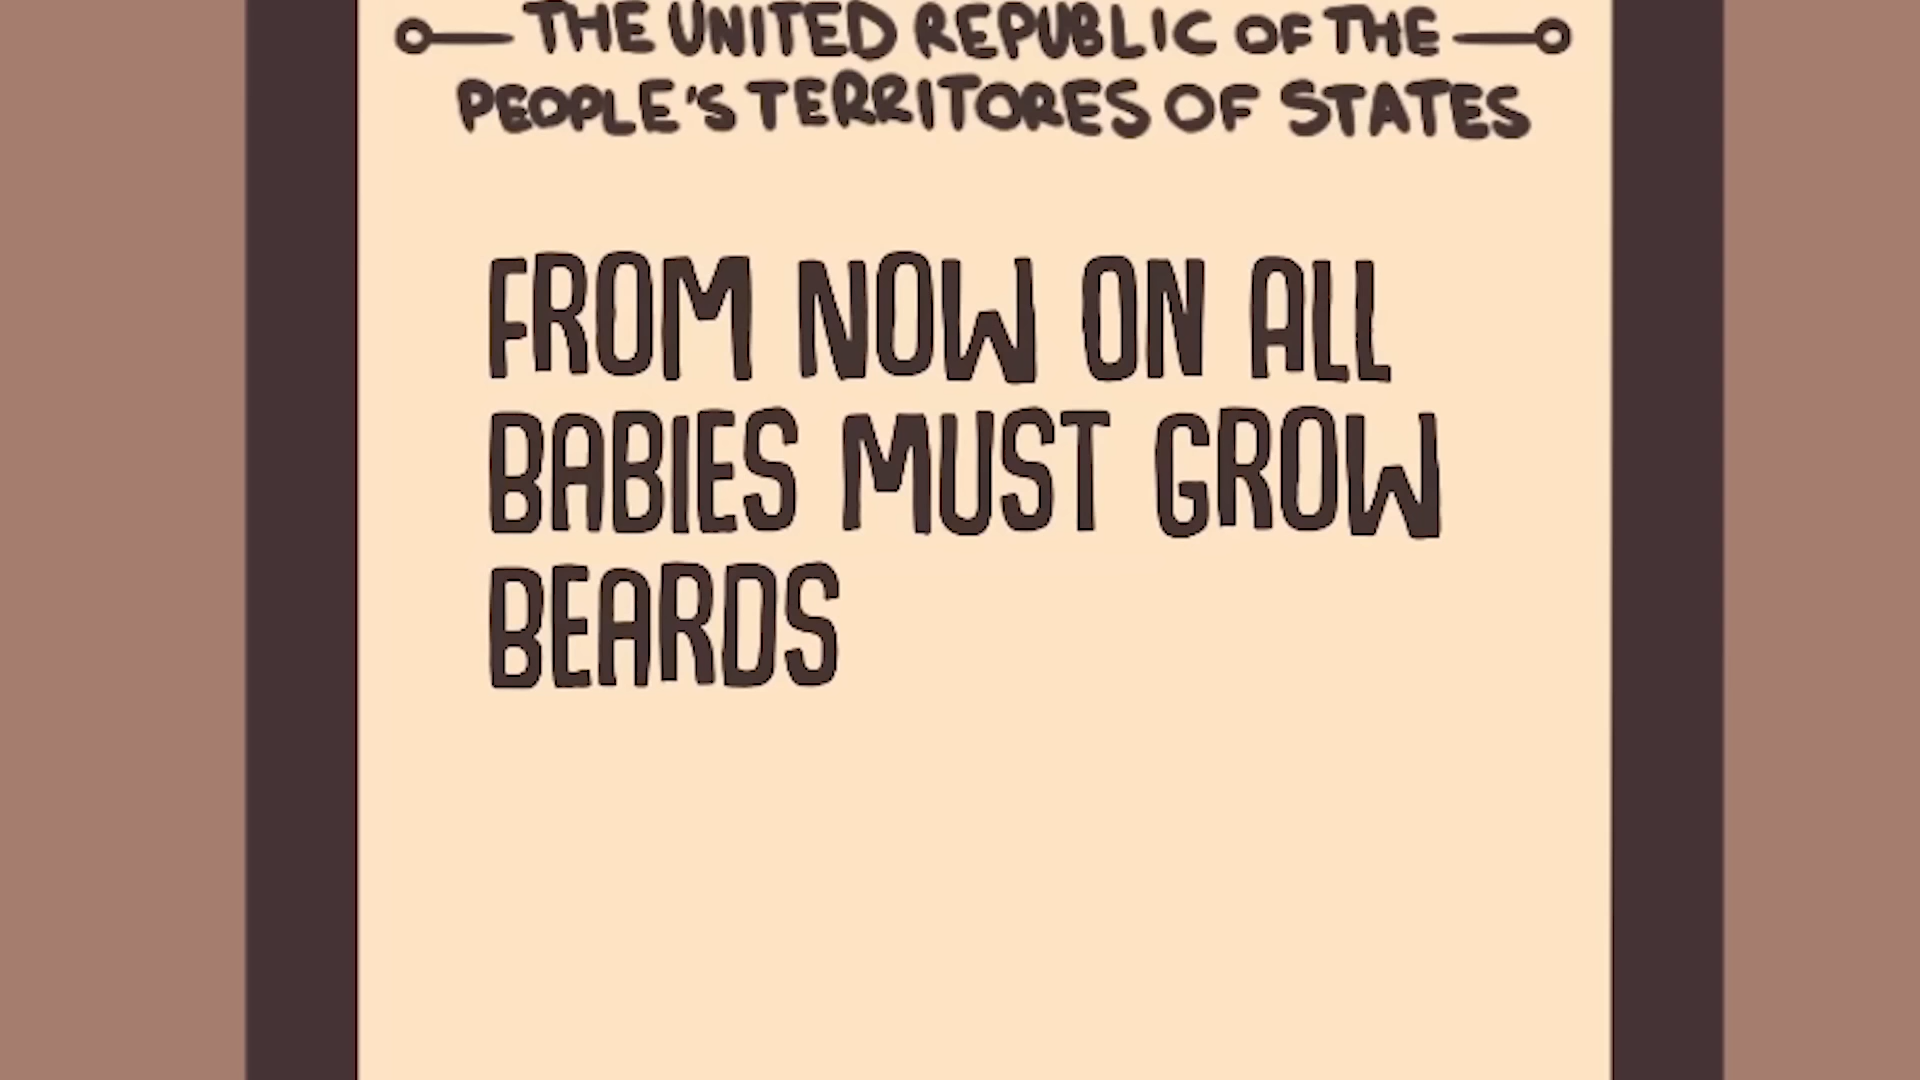 THE UNITED REPUBLIC OF THE
PEOPLE'S TERRITORES OF STATES
FROM NOW ON ALL
BABIES MUST GROW
BEARDS